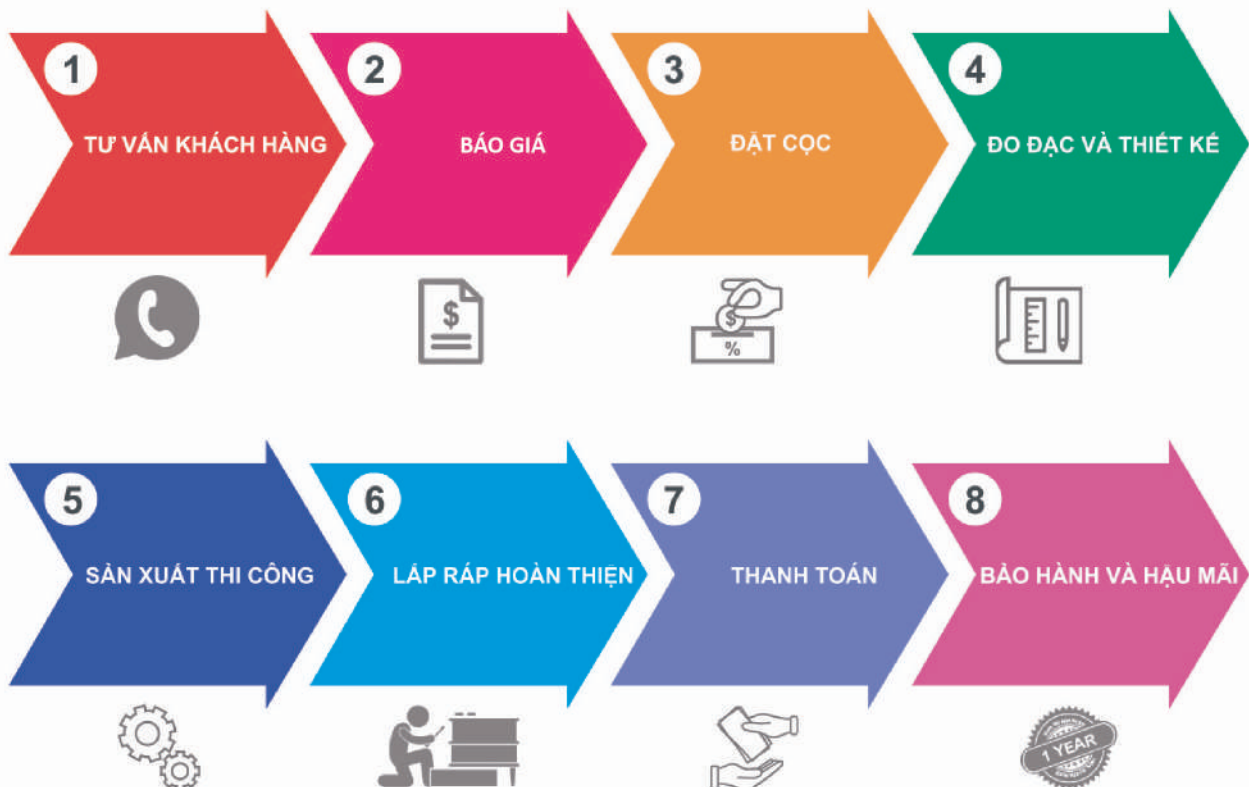 1
TƯ VẤN KHÁCH HÀNG
2
BÁO GIÁ
3
ĐẶT CỌC
4
ĐO ĐẠC VÀ THIẾT KẾ
$
$
%
5
SẢN XUẤT THI CÔNG
6
LẮP RÁP HOÀN THIỆN
7
THANH TOÁN
8
BẢO HÀNH VÀ HẬU MÃI
1 YEAR